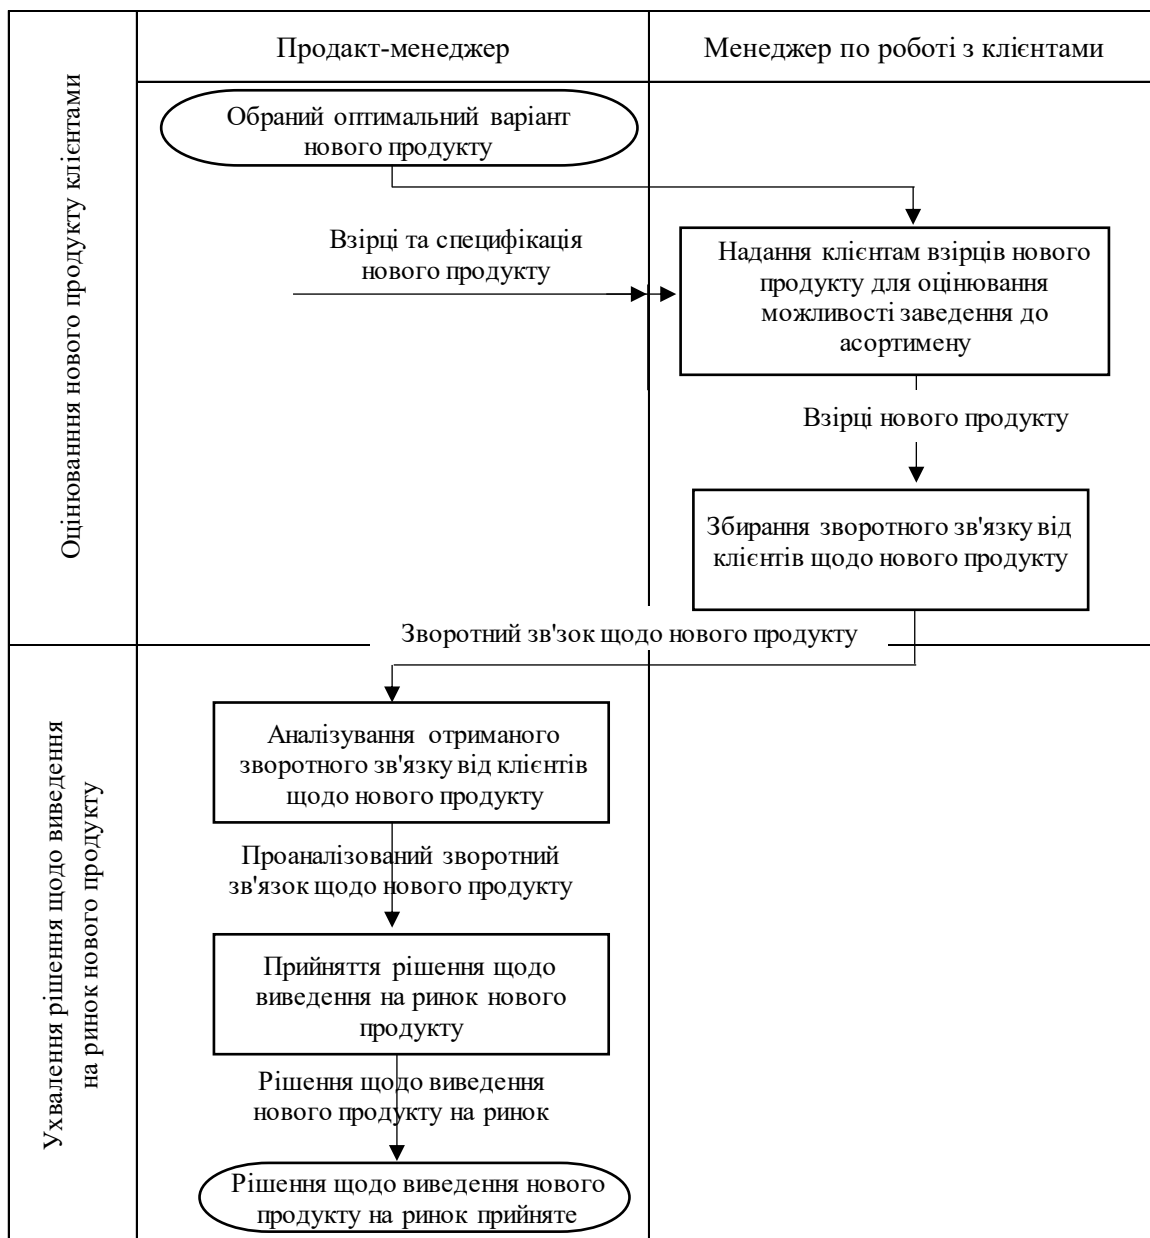 Продакт-менеджер
Менеджер по роботі з клієнтами
Оцінюванння нового продукту клієнтами
Обраний оптимальний варіант
нового продукту
Взірці та специфікація
нового продукту
Надання клієнтам взірців нового
продукту для оцінювання
можливості заведення до
асортимену
Взірці нового продукту
Збирання зворотного зв'язку від
клієнтів щодо нового продукту
Зворотний зв'зок щодо нового продукту
Ухвалення рішення щодо виведення
на ринок нового продукту
Аналізування отриманого
зворотного зв'язку від клієнтів
щодо нового продукту
Проаналізований зворотний
зв'язок щодо нового продукту
Прийняття рішення щодо
виведення на ринок нового
продукту
Рішення щодо виведення
нового продукту на ринок
Рішення щодо виведення нового
продукту на ринок прийняте